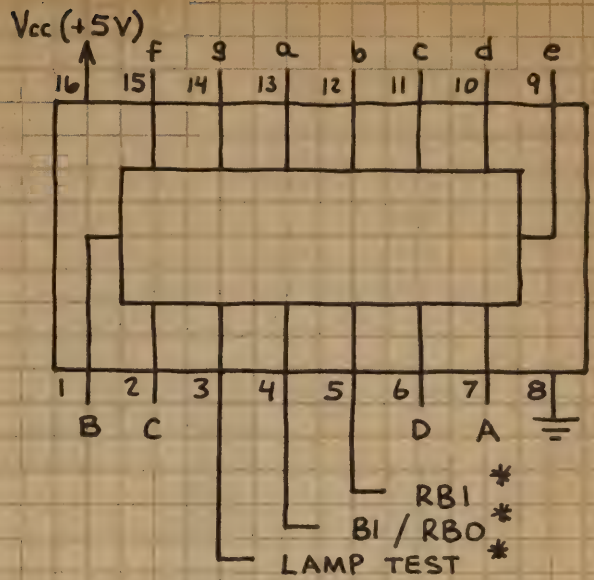 Vcc (+5V)
f g a b c d e
16 15 14 13 12 11 10 9
1 2 3 4 5 6 7 8
B C D A
RBI *
BI / RBO *
LAMP TEST *